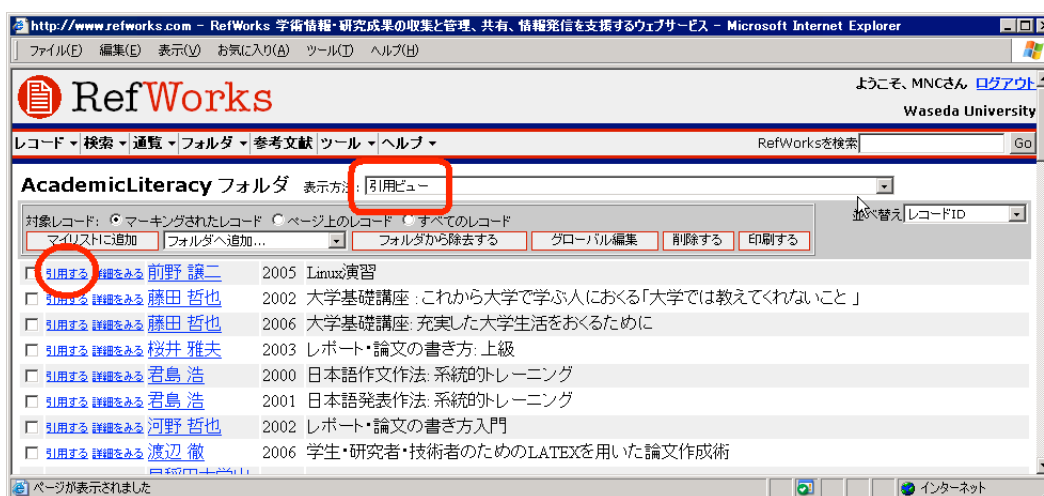 http://www.refworks.com - RefWorks 学術情報・研究成果の収集と管理、共有、情報発信を支援するウェブサービス - Microsoft Internet Explorer
ファイル(F) 編集(E) 表示(V) お気に入り(A) ツール(T) ヘルプ(H)
RefWorks
ようこそ、MNCさん ログアウト
Waseda University
レコード 検索 通覧 フォルダ 参考文献 ツール ヘルプ RefWorksを検索 Go
AcademicLiteracy フォルダ 表示方法: 引用ビュー
対象レコード: マーキングされたレコード ページ上のレコード すべてのレコード 並べ替え レコードID
マイリストに追加 フォルダへ追加... フォルダから除去する グローバル編集 削除する 印刷する
引用する 詳細をみる 前野 譲二 2005 Linux演習
引用する 詳細をみる 藤田 哲也 2002 大学基礎講座 : これから大学で学ぶ人におくる「大学では教えてくれないこと 」
引用する 詳細をみる 藤田 哲也 2006 大学基礎講座: 充実した大学生活をおくるために
引用する 詳細をみる 桜井 雅夫 2003 レポート・論文の書き方: 上級
引用する 詳細をみる 君島 浩 2000 日本語作文作法: 系統的トレーニング
引用する 詳細をみる 君島 浩 2001 日本語発表作法: 系統的トレーニング
引用する 詳細をみる 河野 哲也 2002 レポート・論文の書き方入門
引用する 詳細をみる 渡辺 徹 2006 学生・研究者・技術者のためのLATEXを用いた論文作成術
ページが表示されました インターネット